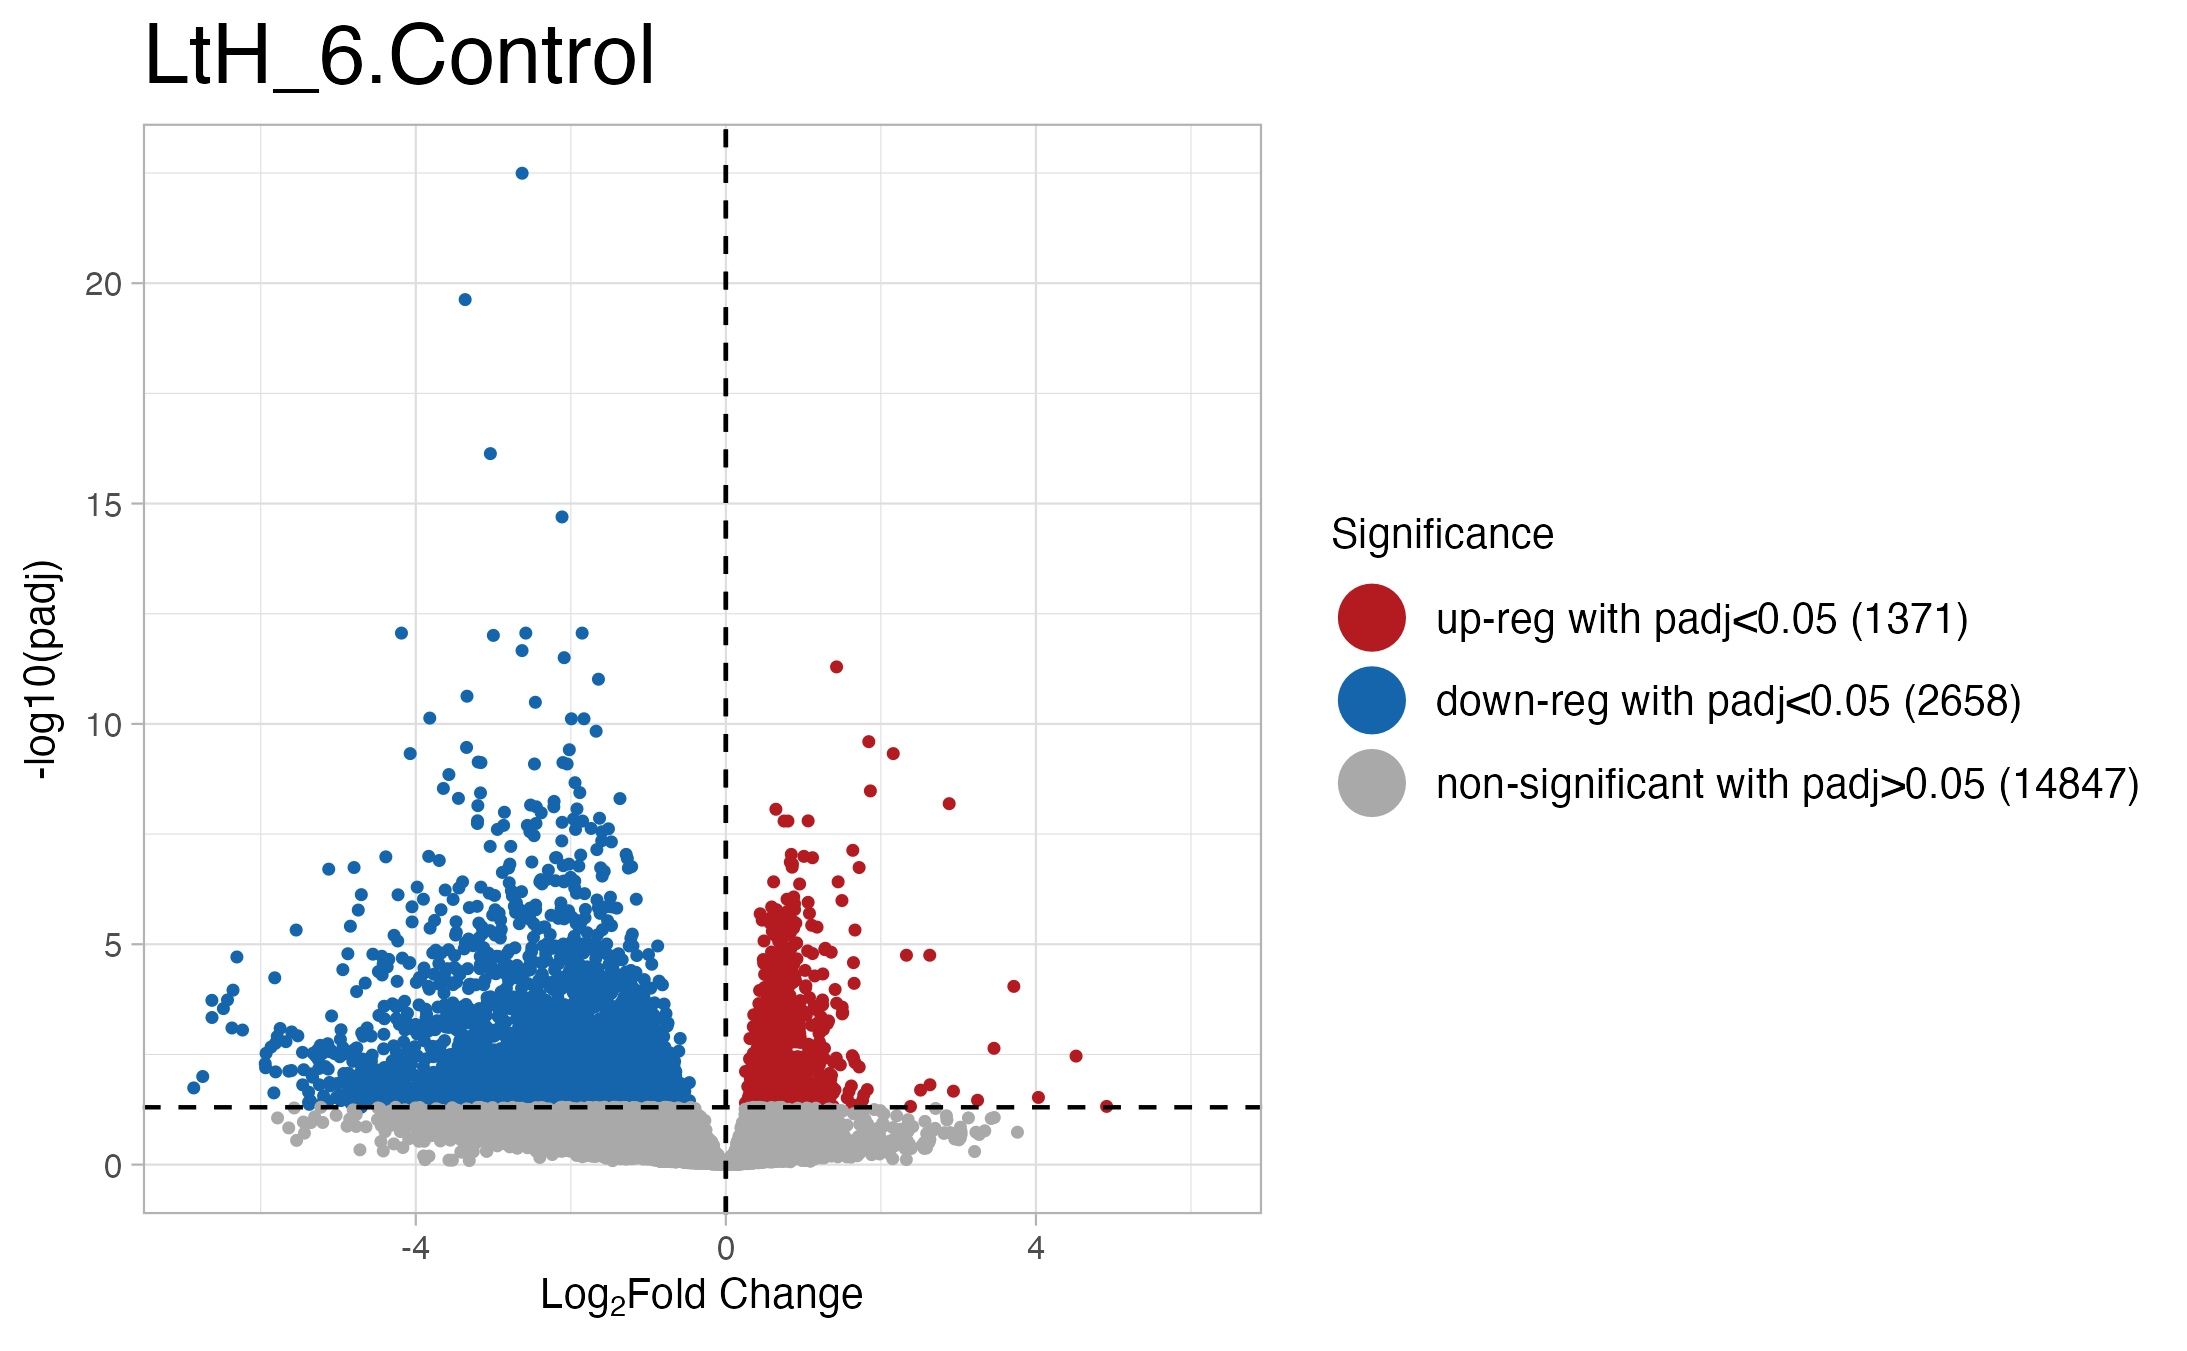 LtH_6.Control
20
15
10
5
0
-log10(padj)
-4 0 4
Log₂Fold Change
Significance
up-reg with padj<0.05 (1371)
down-reg with padj<0.05 (2658)
non-significant with padj>0.05 (14847)